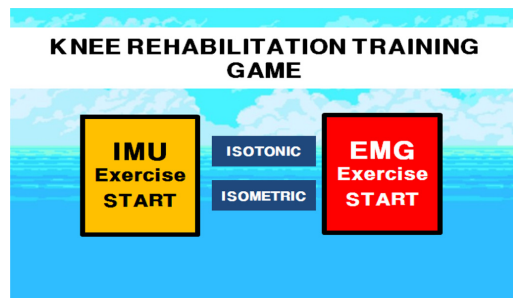 KNEE REHABILITATION TRAINING
GAME
IMU
Exercise
START
ISOTONIC
ISOMETRIC
EMG
Exercise
START